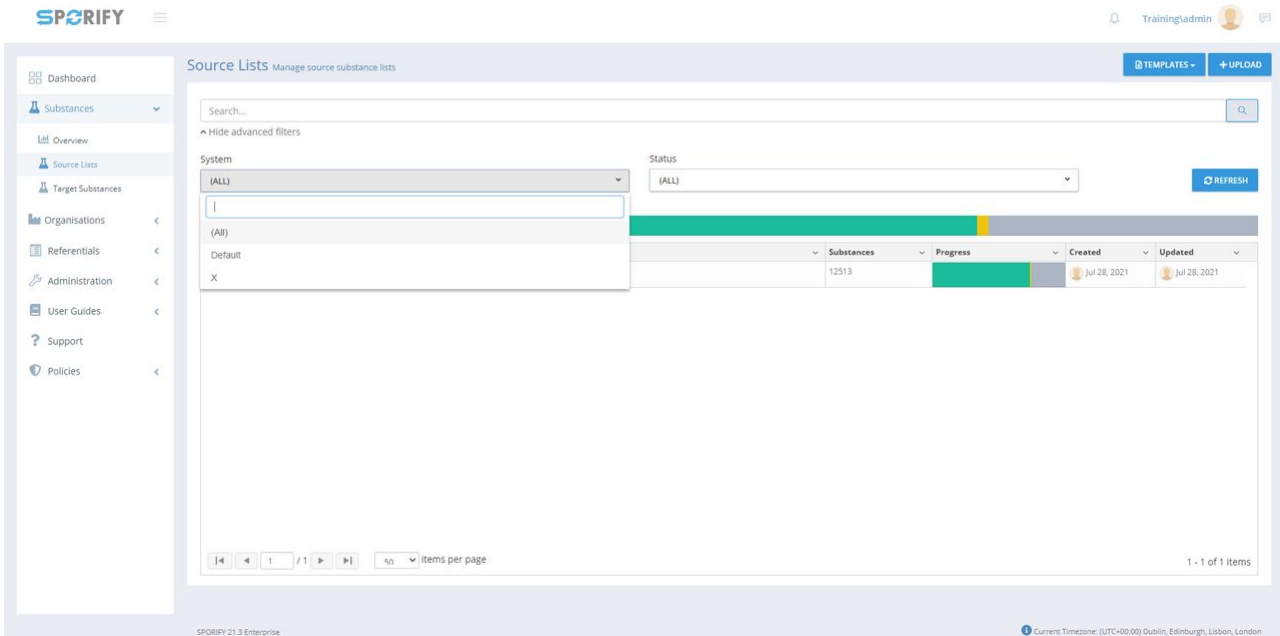 SPORIFY
Training\admin
Dashboard
Substances
Overview
Source Lists
Target Substances
Organisations
Referentials
Administration
User Guides
Support
Policies
Source Lists Manage source substance lists
TEMPLATES
+UPLOAD
Search...
Hide advanced filters
System
Status
(ALL)
(ALL)
REFRESH
(All)
Default
X
Substances Progress Created Updated
12513 Jul 28, 2021 Jul 28, 2021
1 / 1 50 items per page
1 - 1 of 1 items
SPORIFY 21.3 Enterprise
Current Timezone: (UTC+00:00) Dublin, Edinburgh, Lisbon, London